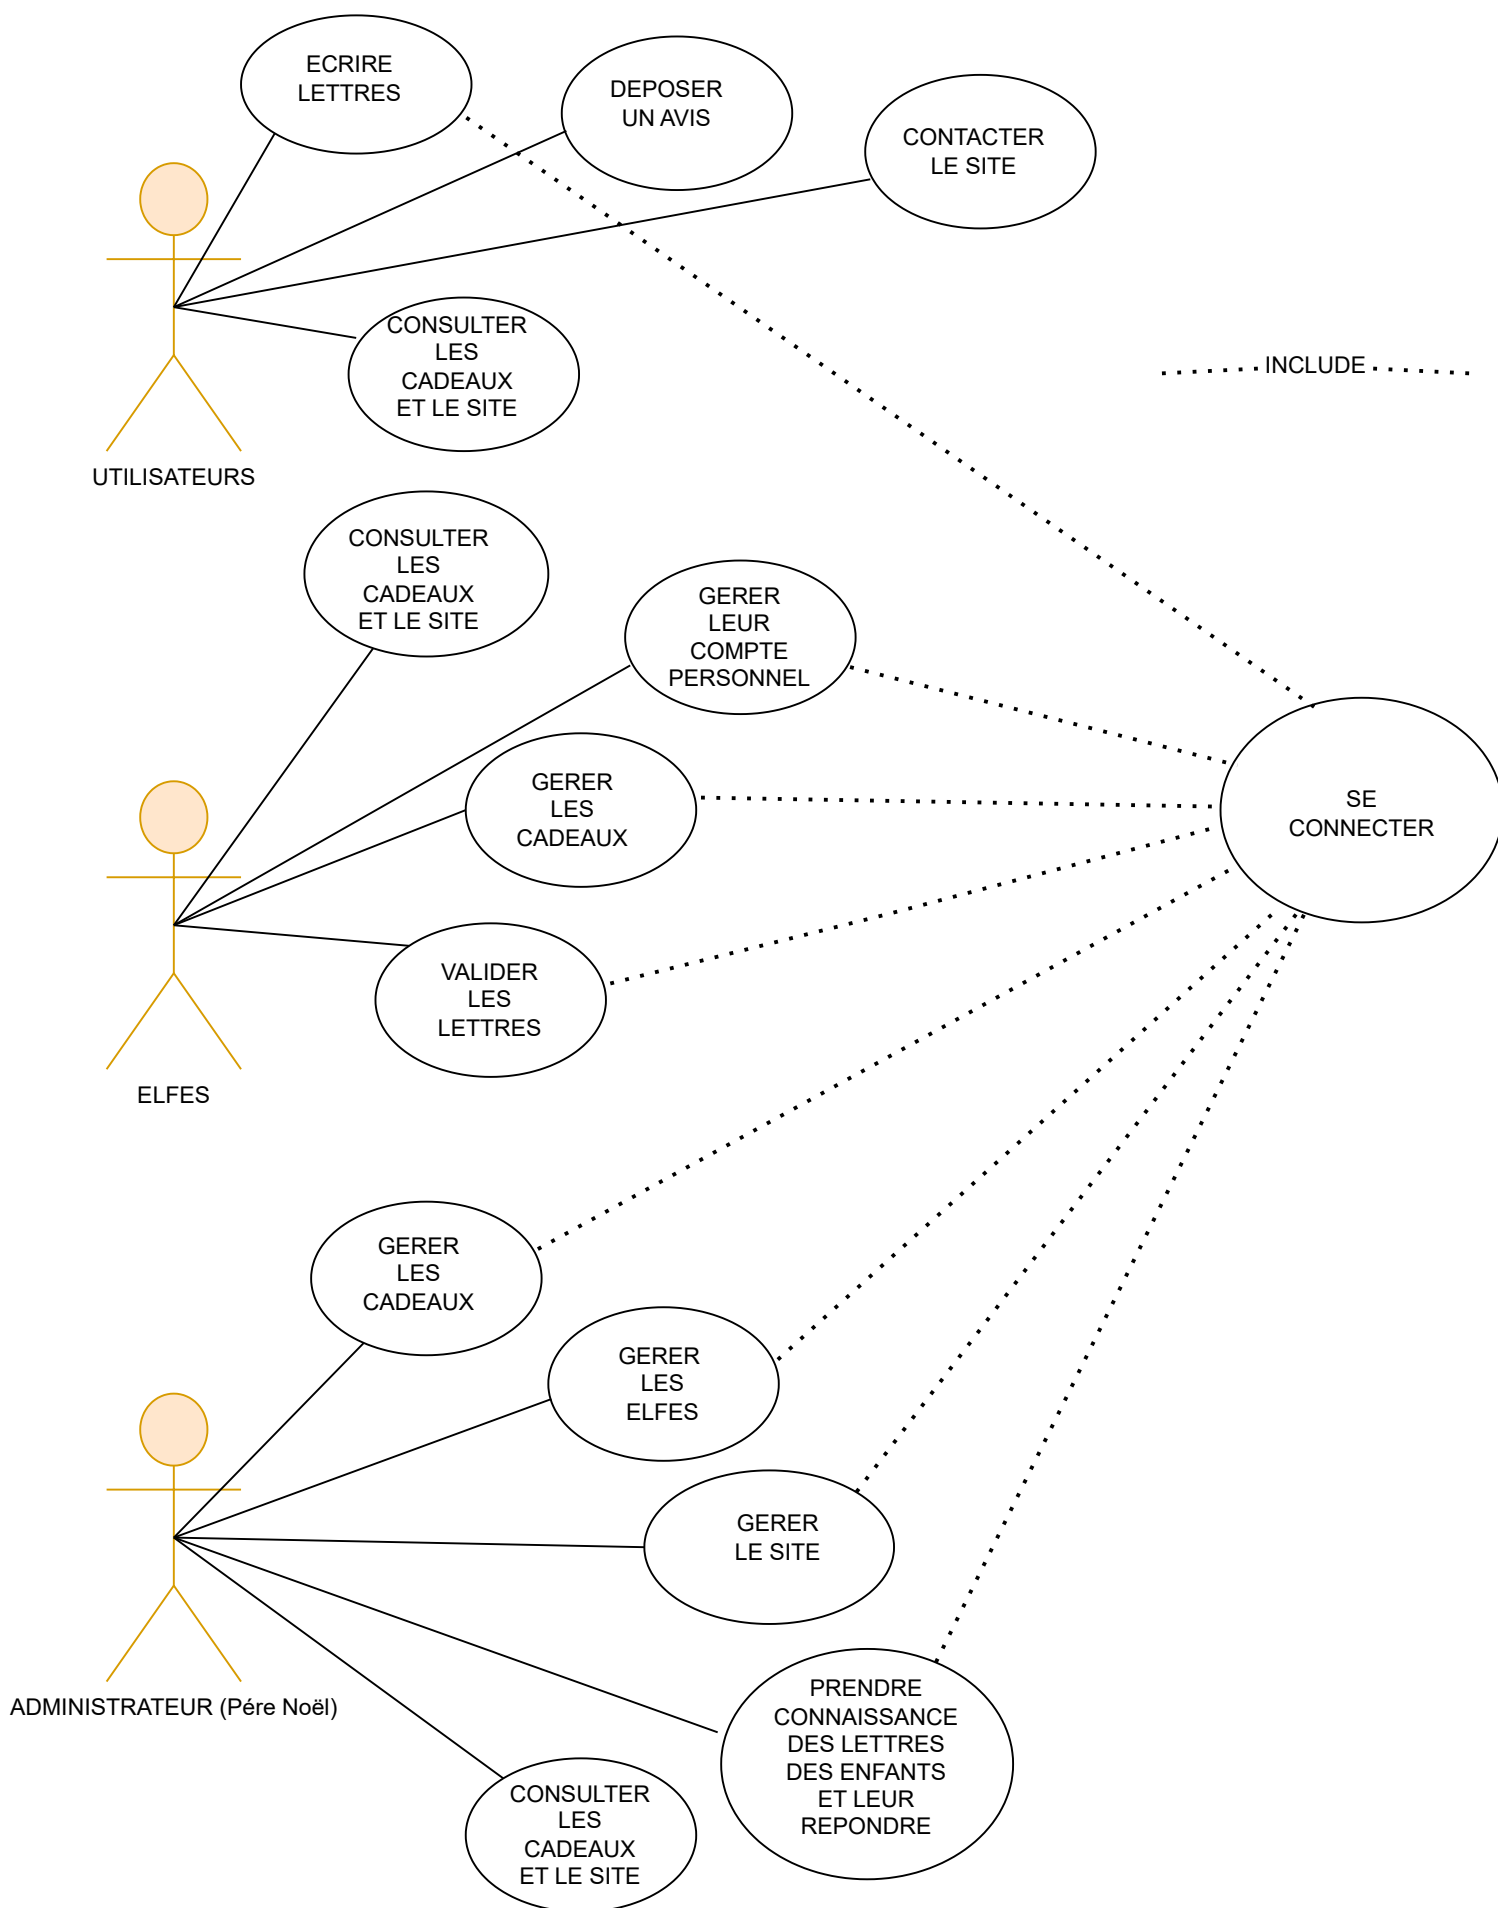 ECRIRE
LETTRES
DEPOSER
UN AVIS
CONTACTER
LE SITE
CONSULTER
LES
CADEAUX
ET LE SITE
INCLUDE
UTILISATEURS
CONSULTER
LES
CADEAUX
ET LE SITE
GERER
LEUR
COMPTE
PERSONNEL
GERER
LES
CADEAUX
SE
CONNECTER
VALIDER
LES
LETTRES
ELFES
GERER
LES
CADEAUX
GERER
LES
ELFES
GERER
LE SITE
ADMINISTRATEUR (Pére Noël)
PRENDRE
CONNAISSANCE
DES LETTRES
DES ENFANTS
ET LEUR
REPONDRE
CONSULTER
LES
CADEAUX
ET LE SITE